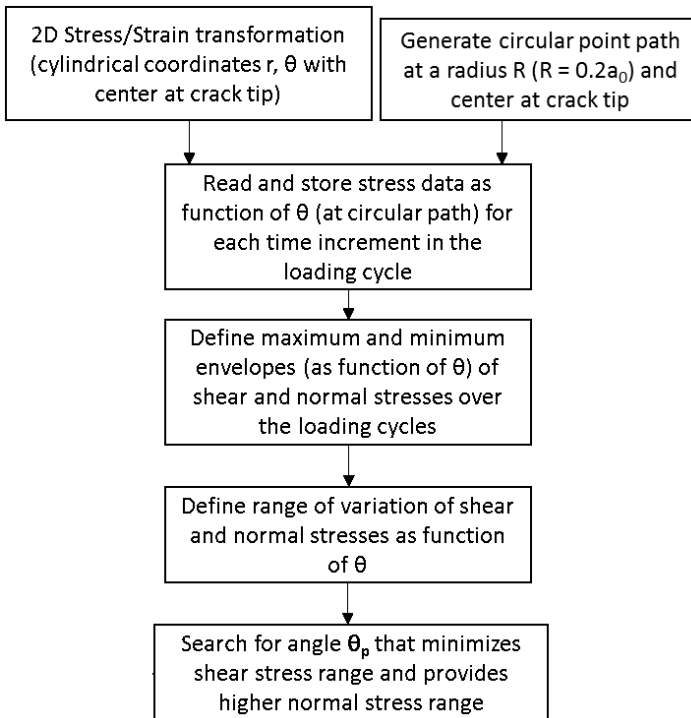 2D Stress/Strain transformation
(cylindrical coordinates r, θ with
center at crack tip)
Generate circular point path
at a radius R (R = 0.2a₀) and
center at crack tip
Read and store stress data as
function of θ (at circular path) for
each time increment in the
loading cycle
Define maximum and minimum
envelopes (as function of θ) of
shear and normal stresses over
the loading cycles
Define range of variation of shear
and normal stresses as function
of θ
Search for angle θₚ that minimizes
shear stress range and provides
higher normal stress range